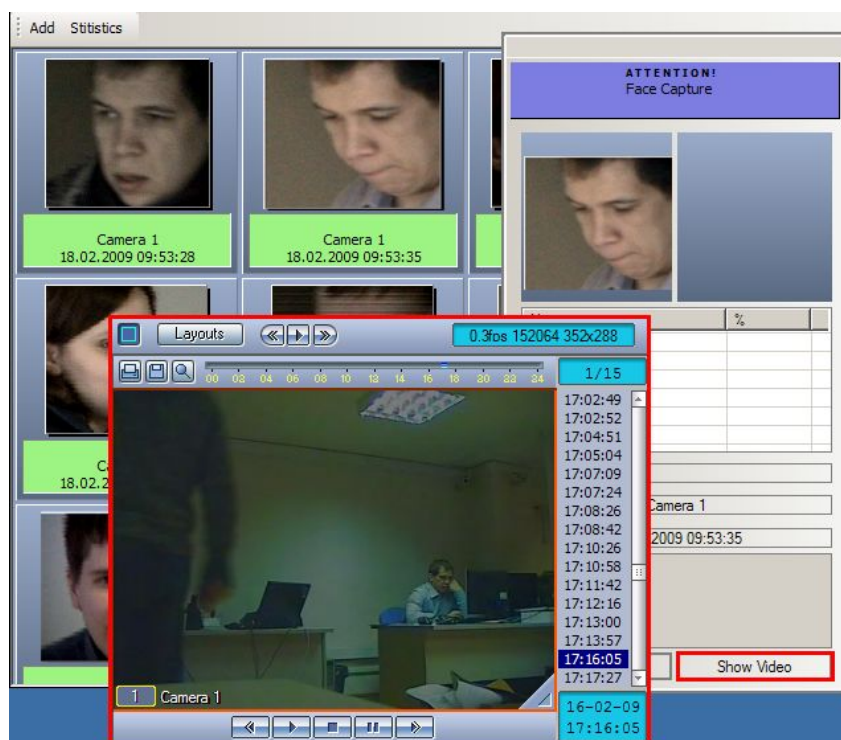 Add Stitistics
ATTENTION!
Face Capture
Camera 1
18.02.2009 09:53:28
Camera 1
18.02.2009 09:53:35
%
Layouts
0.3fps 152064 352x288
00 02 04 06 08 10 12 14 16 18 20 22 24
1/15
17:02:49
17:02:52
17:04:51
17:05:04
17:07:09
17:07:24
17:08:26
17:08:42
17:10:26
17:10:58
17:11:42
17:12:16
17:13:00
17:13:57
17:16:05
17:17:27
18.02.2
Camera 1
2009 09:53:35
Show Video
1 Camera 1
16-02-09
17:16:05